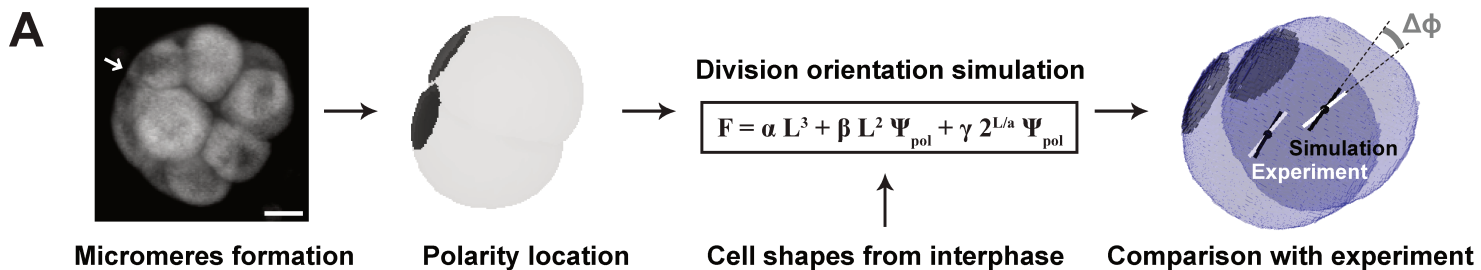 A
Δϕ
Division orientation simulation
F = α L³ + β L² Ψpol + γ 2^L/a Ψpol
Simulation
Experiment
Micromeres formation
Polarity location
Cell shapes from interphase
Comparison with experiment